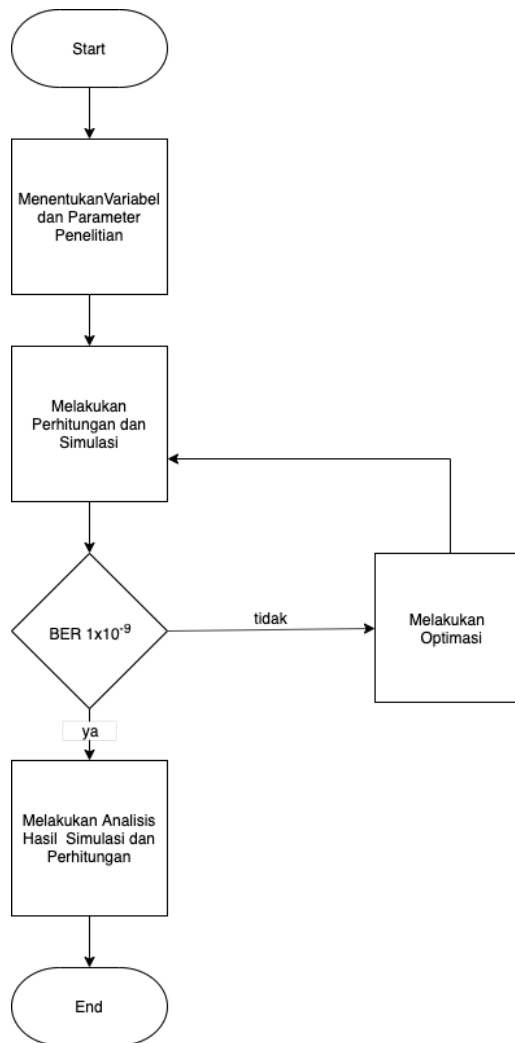 Start
MenentukanVariabel
dan Parameter
Penelitian
Melakukan
Perhitungan dan
Simulasi
BER 1x10⁻⁹
tidak
Melakukan
Optimasi
ya
Melakukan Analisis
Hasil Simulasi dan
Perhitungan
End